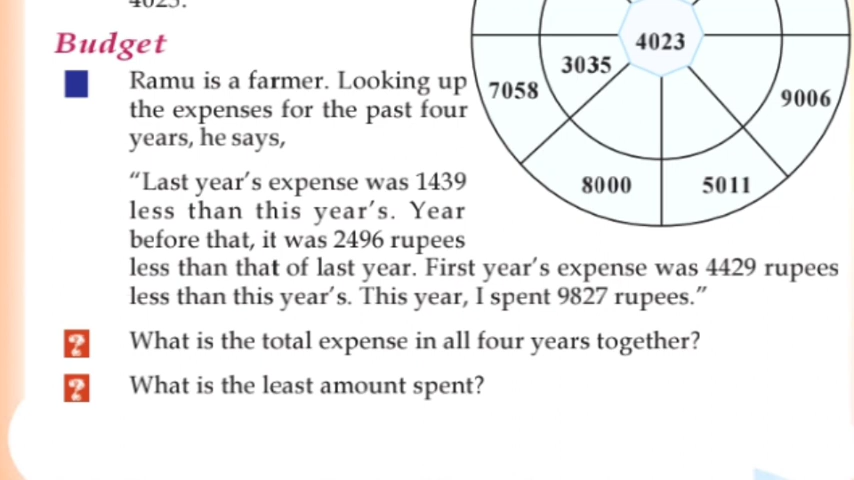 4023.
Budget
4023
3035
7058
9006
8000
5011
Ramu is a farmer. Looking up
the expenses for the past four
years, he says,
“Last year’s expense was 1439
less than this year’s. Year
before that, it was 2496 rupees
less than that of last year. First year’s expense was 4429 rupees
less than this year’s. This year, I spent 9827 rupees.”
? What is the total expense in all four years together?
? What is the least amount spent?